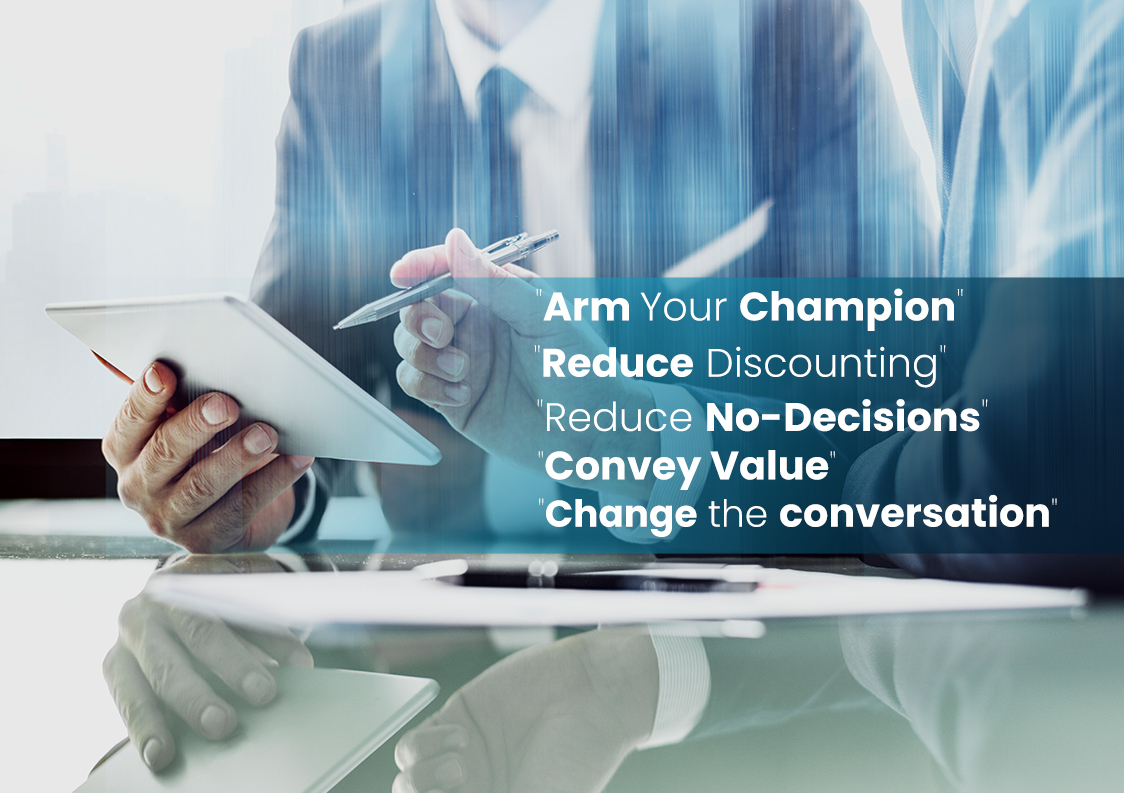 "Arm Your Champion"
"Reduce Discounting"
"Reduce No-Decisions"
"Convey Value"
"Change the conversation"